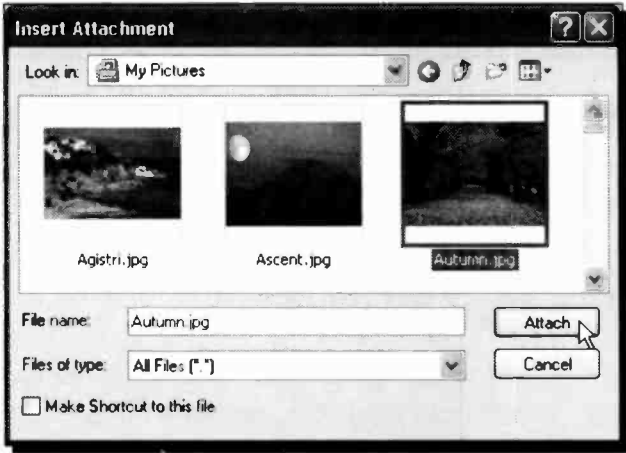 Insert Attachment
Look in: My Pictures
Agistri.jpg Ascent.jpg Autumn.jpg
File name: Autumn.jpg Attach
Files of type: All Files (*.*) Cancel
Make Shortcut to this file